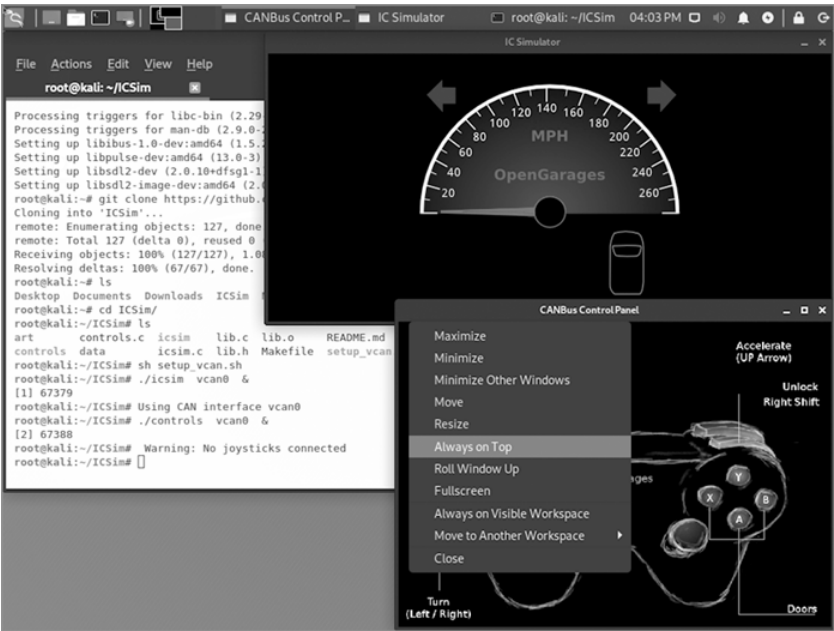 CANBus Control P...
IC Simulator
root@kali: ~/ICSim
04:03 PM
File Actions Edit View Help
root@kali: ~/ICSim
Processing triggers for libc-bin (2.29-
Processing triggers for man-db (2.9.0-2
Setting up libibus-1.0-dev:amd64 (1.5.2
Setting up libpulse-dev:amd64 (13.0-3)
Setting up libsdl2-dev (2.0.10+dfsg1-1
Setting up libsdl2-image-dev:amd64 (2.0
root@kali:~# git clone https://github.c
Cloning into 'ICSim'...
remote: Enumerating objects: 127, done
remote: Total 127 (delta 0), reused 0
Receiving objects: 100% (127/127), 1.08
Resolving deltas: 100% (67/67), done.
root@kali:~# ls
Desktop Documents Downloads ICSim
root@kali:~# cd ICSim/
root@kali:~/ICSim# ls
art controls.c icsim lib.c lib.o README.md
controls data icsim.c lib.h Makefile setup_vcan
root@kali:~/ICSim# sh setup_vcan.sh
root@kali:~/ICSim# ./icsim vcan0 &
[1] 67379
root@kali:~/ICSim# Using CAN interface vcan0
root@kali:~/ICSim# ./controls vcan0 &
[2] 67388
root@kali:~/ICSim# Warning: No joysticks connected
root@kali:~/ICSim#
IC Simulator
20 40 60 80 100 120 140 160 180 200 220 240 260
MPH
OpenGarages
CANBus Control Panel
Maximize
Minimize
Minimize Other Windows
Move
Resize
Always on Top
Roll Window Up
Fullscreen
Always on Visible Workspace
Move to Another Workspace
Close
Accelerate
(UP Arrow)
Unlock
Right Shift
ages
Y
X B
A
Turn
(Left / Right)
Doors